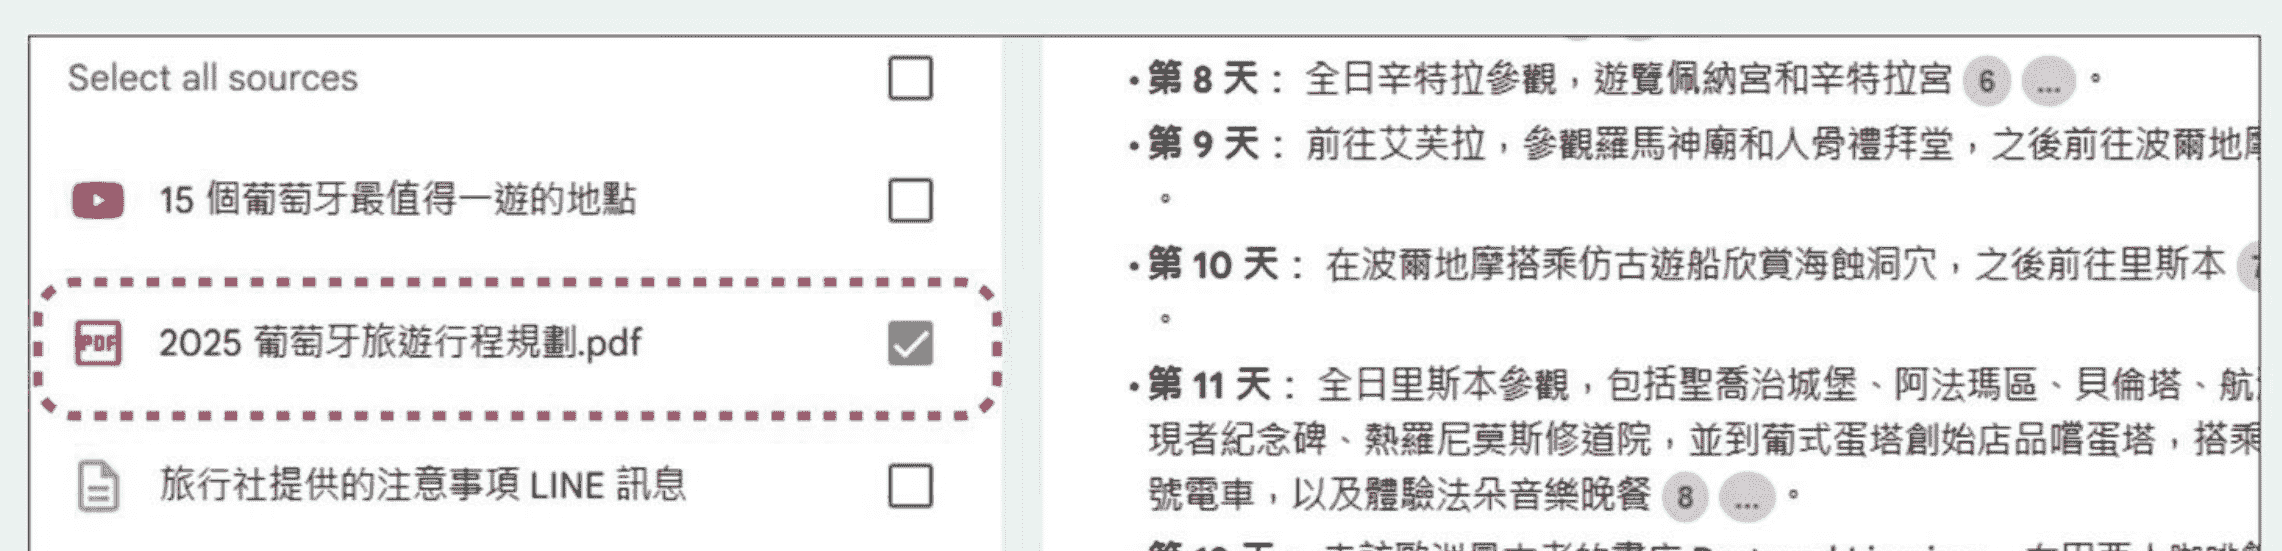 Select all sources
15 個葡萄牙最值得一遊的地點
PDF
2025 葡萄牙旅遊行程規劃.pdf
旅行社提供的注意事項 LINE 訊息
•第 8 天： 全日辛特拉參觀，遊覽佩納宮和辛特拉宮 6 ... 。
•第 9 天： 前往艾芙拉，參觀羅馬神廟和人骨禮拜堂，之後前往波爾地
。
•第 10 天： 在波爾地摩搭乘仿古遊船欣賞海蝕洞穴，之後前往里斯本
。
•第 11 天： 全日里斯本參觀，包括聖喬治城堡、阿法瑪區、貝倫塔、航
現者紀念碑、熱羅尼莫斯修道院，並到葡式蛋塔創始店品嚐蛋塔，搭乘
號電車，以及體驗法朵音樂晚餐 8 ... 。